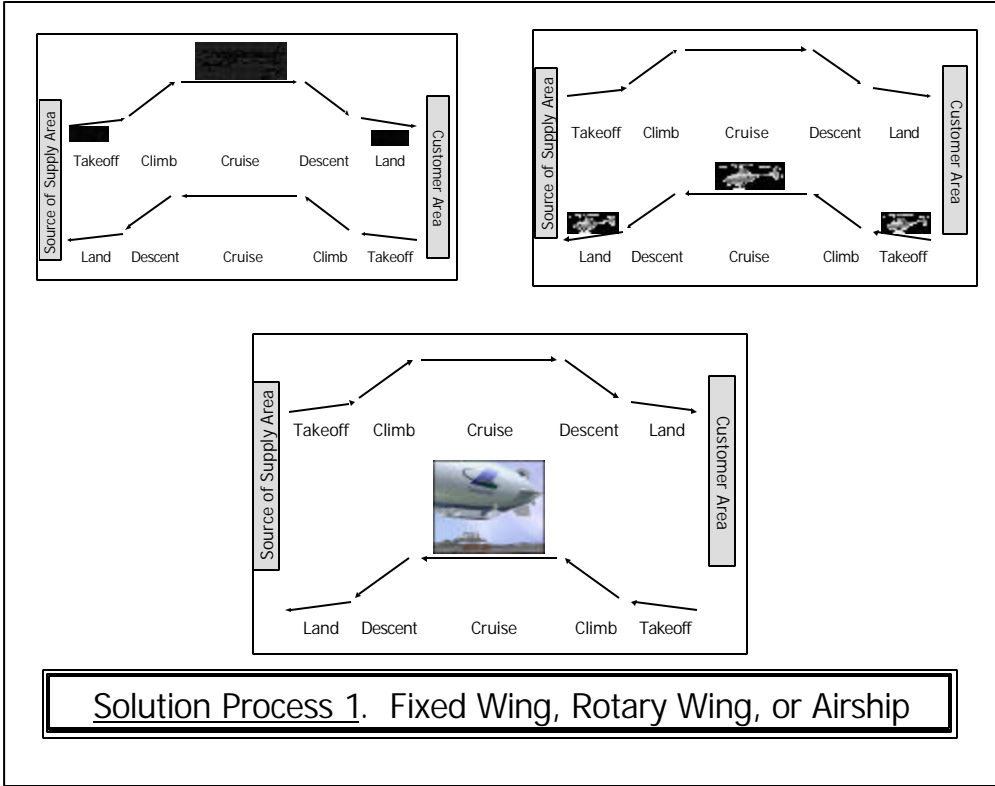 Source of Supply Area
Takeoff Climb Cruise Descent Land
Land Descent Cruise Climb Takeoff
Customer Area
Source of Supply Area
Takeoff Climb Cruise Descent Land
Land Descent Cruise Climb Takeoff
Customer Area
Source of Supply Area
Takeoff Climb Cruise Descent Land
Land Descent Cruise Climb Takeoff
Customer Area
Solution Process 1. Fixed Wing, Rotary Wing, or Airship